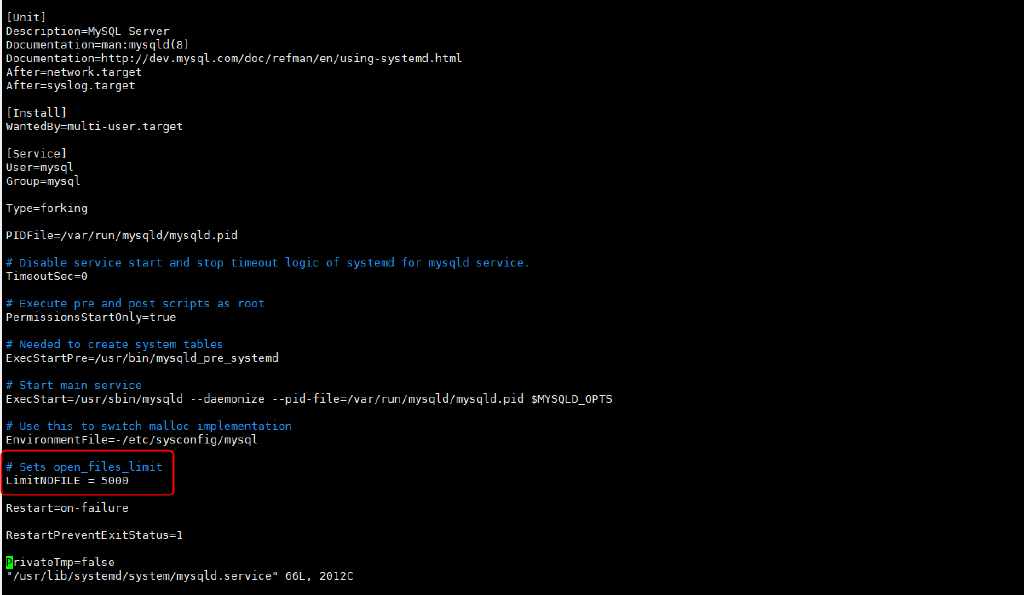 [Unit]
Description=MySQL Server
Documentation=man:mysqld(8)
Documentation=http://dev.mysql.com/doc/refman/en/using-systemd.html
After=network.target
After=syslog.target
[Install]
WantedBy=multi-user.target
[Service]
User=mysql
Group=mysql
Type=forking
PIDFile=/var/run/mysqld/mysqld.pid
# Disable service start and stop timeout logic of systemd for mysqld service.
TimeoutSec=0
# Execute pre and post scripts as root
PermissionsStartOnly=true
# Needed to create system tables
ExecStartPre=/usr/bin/mysqld_pre_systemd
# Start main service
ExecStart=/usr/sbin/mysqld --daemonize --pid-file=/var/run/mysqld/mysqld.pid $MYSQLD_OPTS
# Use this to switch malloc implementation
EnvironmentFile=-/etc/sysconfig/mysql
# Sets open_files_limit
LimitNOFILE = 5000
Restart=on-failure
RestartPreventExitStatus=1
PrivateTmp=false
"/usr/lib/systemd/system/mysqld.service" 66L, 2012C